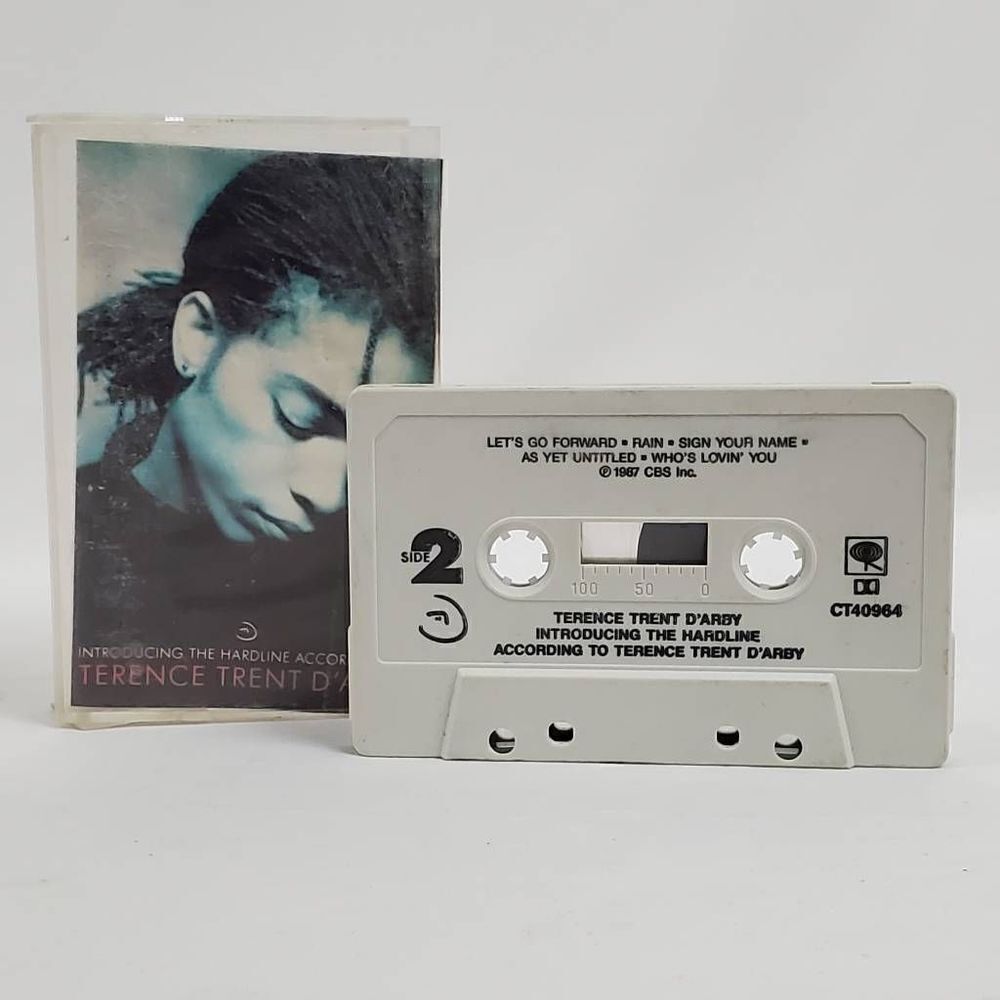 INTRODUCING THE HARDLINE ACCOR
TERENCE TRENT D'A
LET'S GO FORWARD ▪ RAIN ▪ SIGN YOUR NAME ▪
AS YET UNTITLED ▪ WHO'S LOVIN' YOU
℗ 1987 CBS Inc.
SIDE 2
100 50 0
CT40964
TERENCE TRENT D'ARBY
INTRODUCING THE HARDLINE
ACCORDING TO TERENCE TRENT D'ARBY